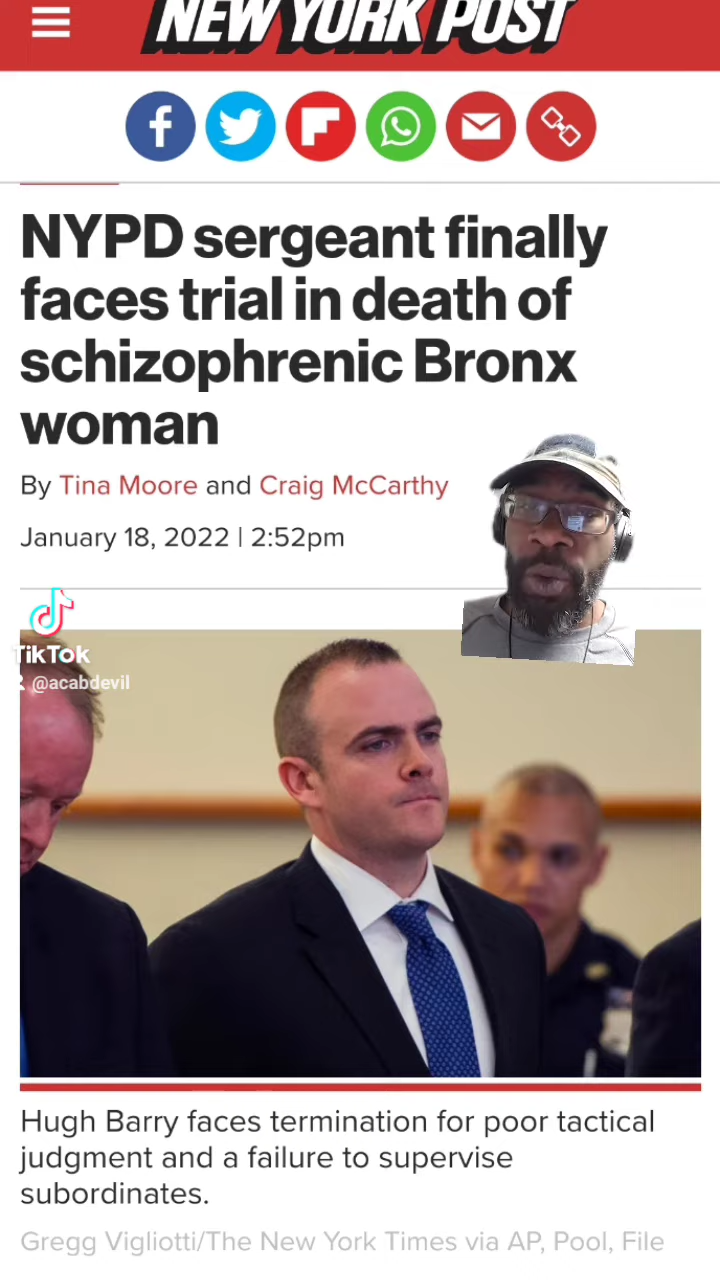 NEW YORK POST
NYPD sergeant finally
faces trial in death of
schizophrenic Bronx
woman
By Tina Moore and Craig McCarthy
January 18, 2022 | 2:52pm
TikTok
@acabdevil
Hugh Barry faces termination for poor tactical
judgment and a failure to supervise
subordinates.
Gregg Vigliotti/The New York Times via AP, Pool, File